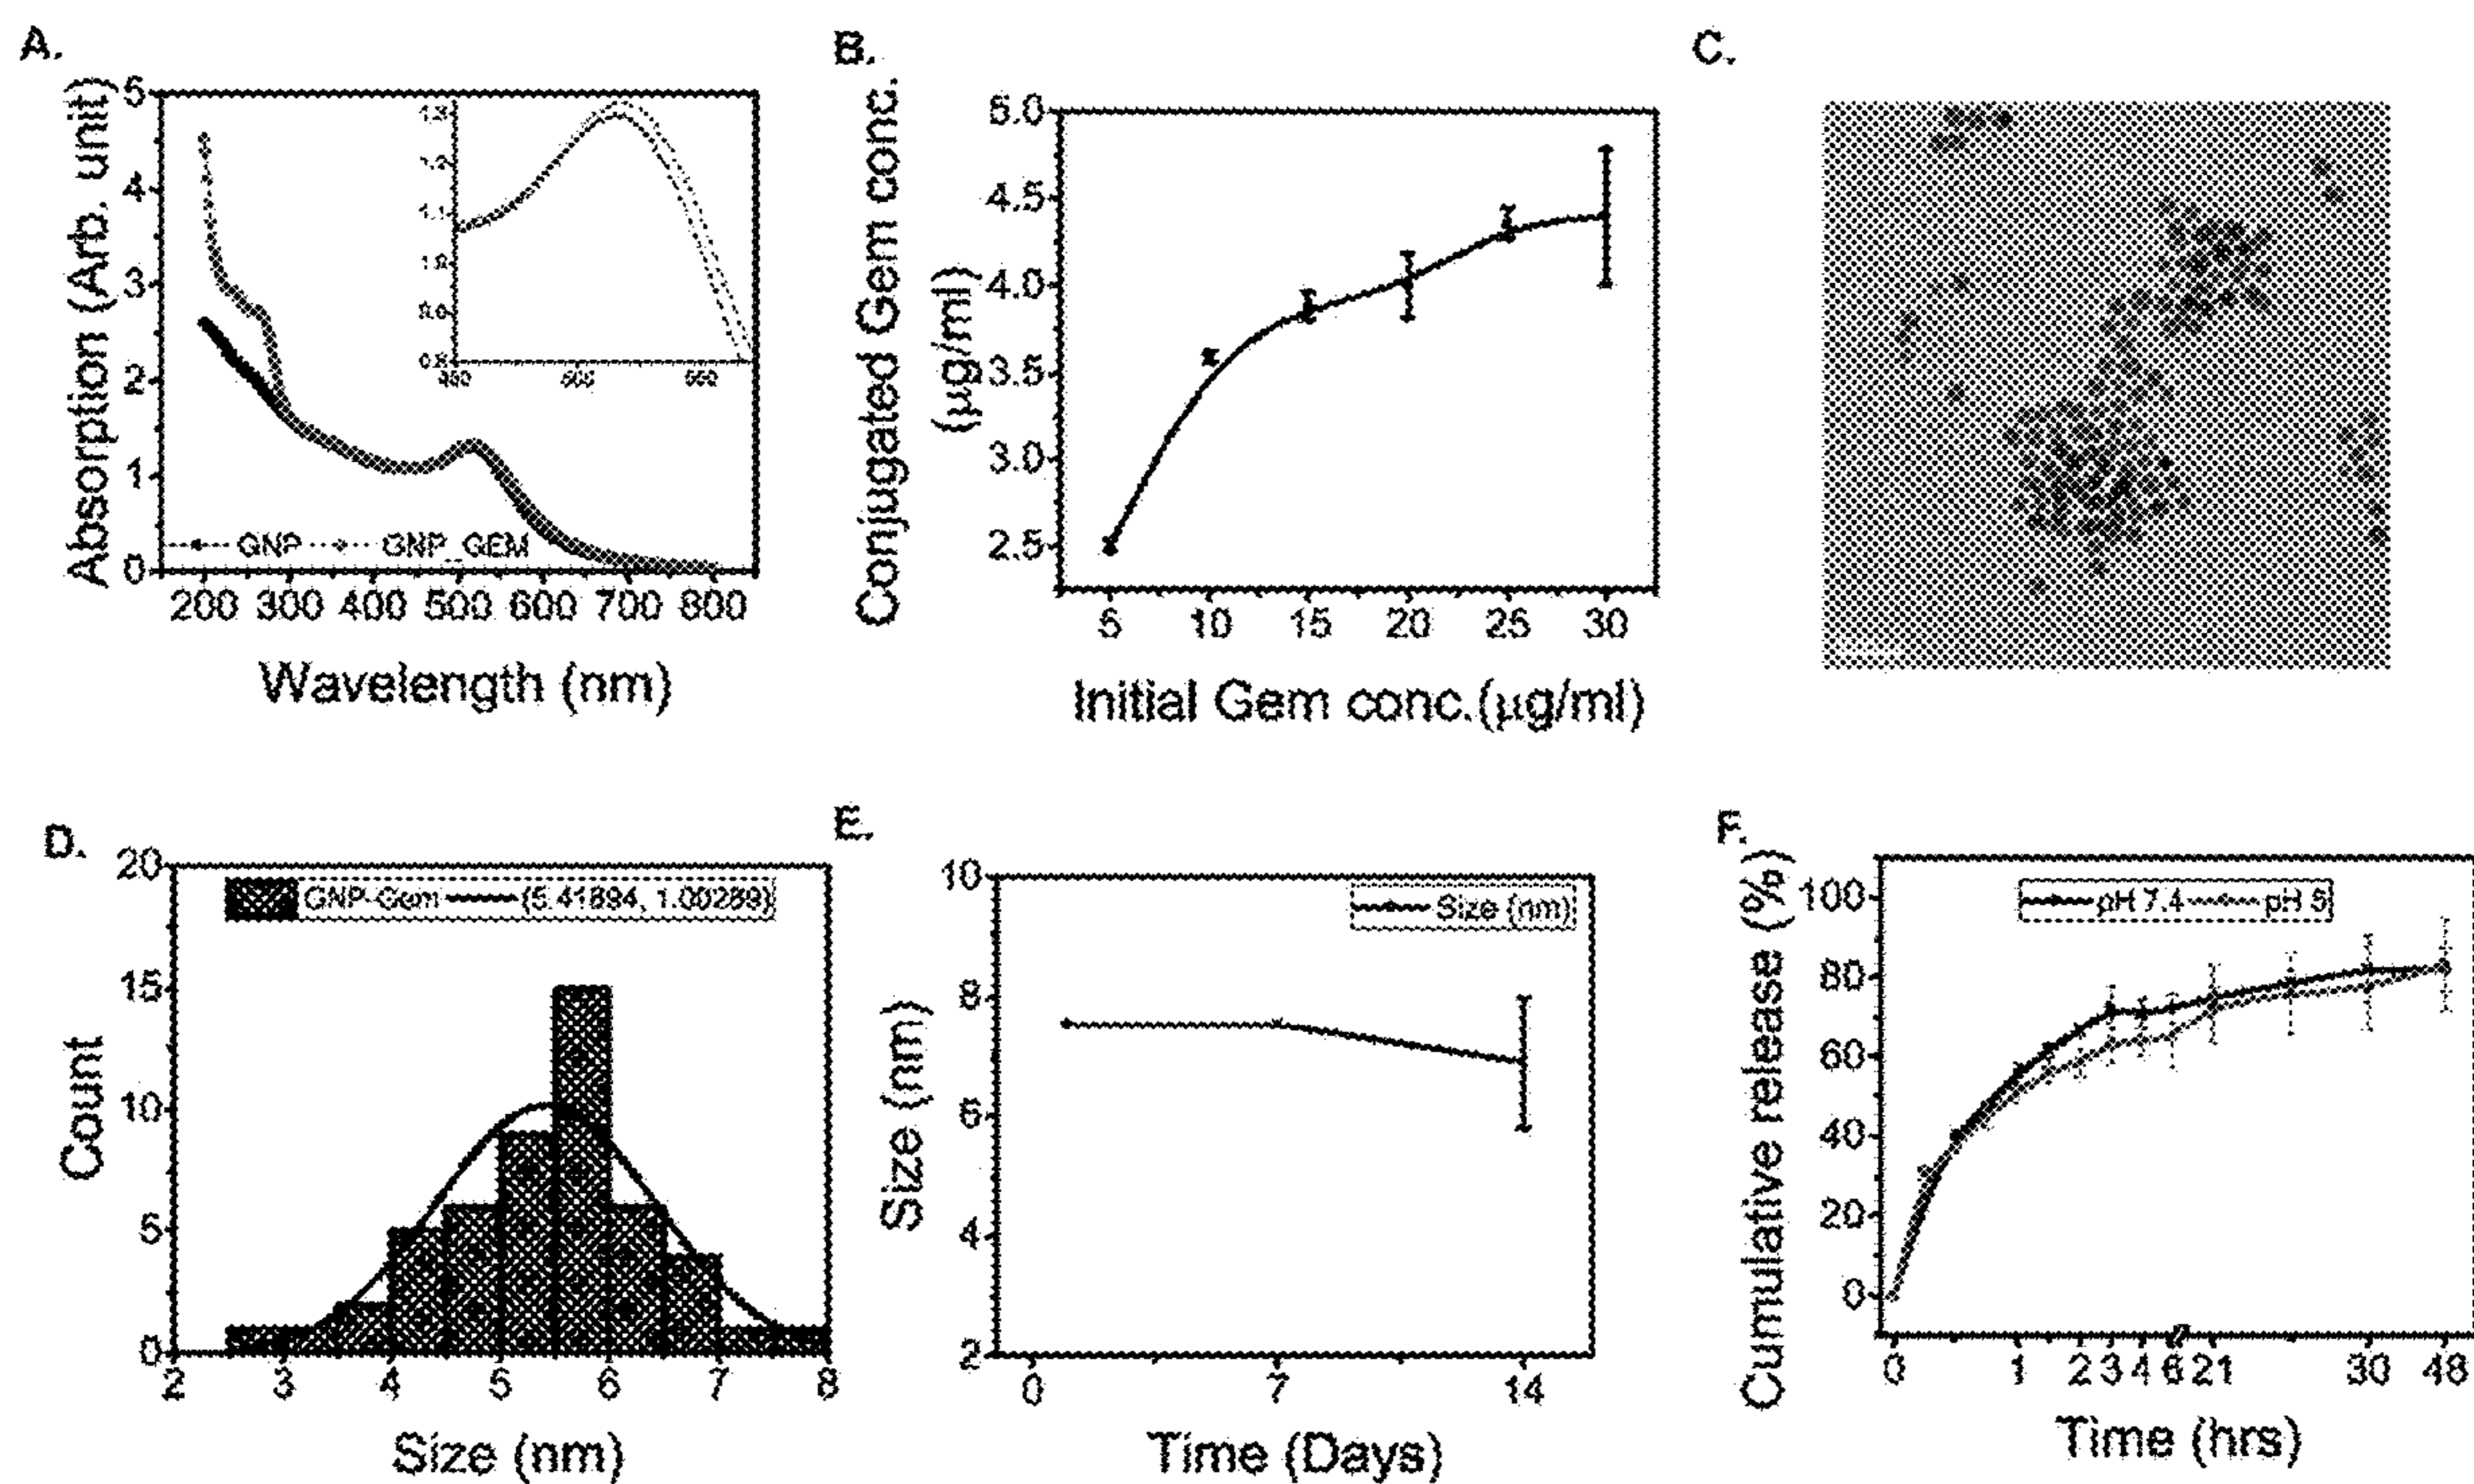 A.
Absorption (Arb. unit)
5
4
3
2
1
0
500
GNP GNP_GEM
200 300 400 500 600 700 800
Wavelength (nm)
B.
Conjugated Gem conc.
(µg/ml)
5.0
4.5
4.0
3.5
3.0
2.5
5 10 15 20 25 30
Initial Gem conc.(µg/ml)
C.
D.
Count
20
15
10
5
0
GNP-Gem (5.41894, 1.00289)
2 3 4 5 6 7 8
Size (nm)
E.
Size (nm)
10
8
6
4
2
Size (nm)
0 7 14
Time (Days)
F.
Cumulative release (%)
100
80
60
40
20
0
pH 7.4 pH 5
0 1 2 3 4 6 21 30 48
Time (hrs)